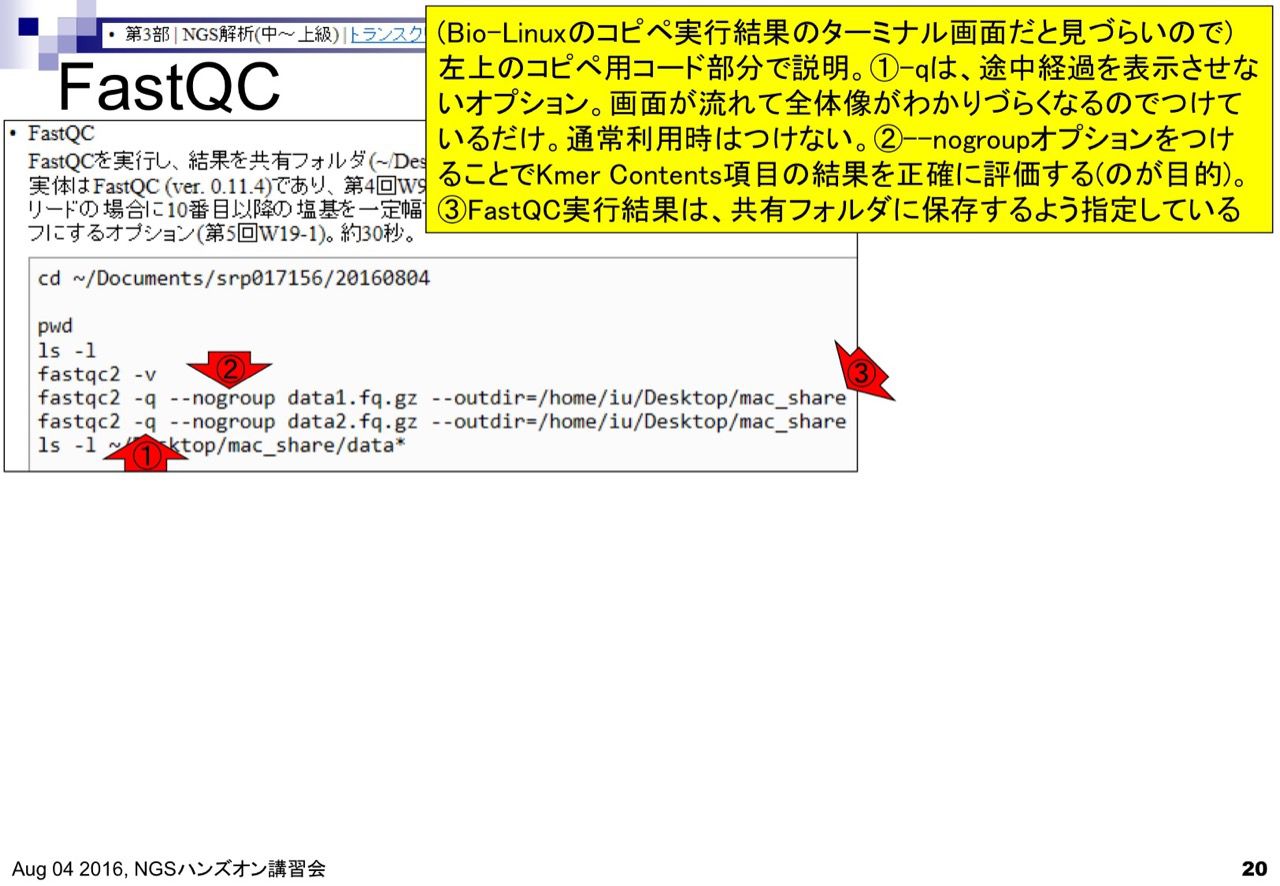 • 第3部 | NGS解析(中～上級) | トランスク
FastQC
(Bio-Linuxのコピペ実行結果のターミナル画面だと見づらいので)
左上のコピペ用コード部分で説明。①-qは、途中経過を表示させな
いオプション。画面が流れて全体像がわかりづらくなるのでつけて
いるだけ。通常利用時はつけない。②--nogroupオプションをつけ
ることでKmer Contents項目の結果を正確に評価する(のが目的)。
③FastQC実行結果は、共有フォルダに保存するよう指定している
• FastQC
FastQCを実行し、結果を共有フォルダ(~/Des
実体はFastQC (ver. 0.11.4)であり、第4回W9
リードの場合に10番目以降の塩基を一定幅
フにするオプション(第5回W19-1)。約30秒。
cd ~/Documents/srp017156/20160804
pwd
ls -l
fastqc2 -v
②
③
fastqc2 -q --nogroup data1.fq.gz --outdir=/home/iu/Desktop/mac_share
fastqc2 -q --nogroup data2.fq.gz --outdir=/home/iu/Desktop/mac_share
ls -l ~/ sktop/mac_share/data*
①
Aug 04 2016, NGSハンズオン講習会
20